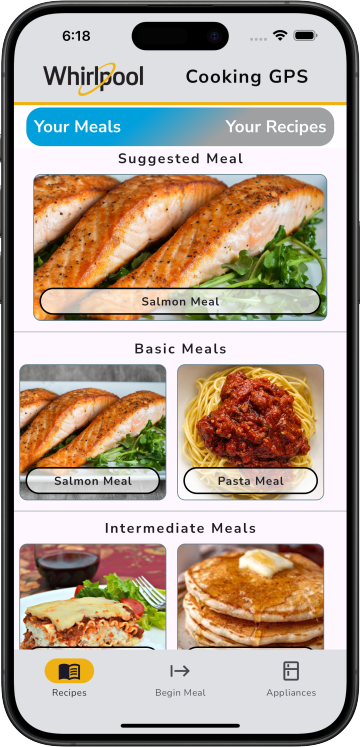 6:18
Whirlpool
Cooking GPS
Your Meals
Your Recipes
Suggested Meal
Salmon Meal
Basic Meals
Salmon Meal
Pasta Meal
Intermediate Meals
Recipes
Begin Meal
Appliances